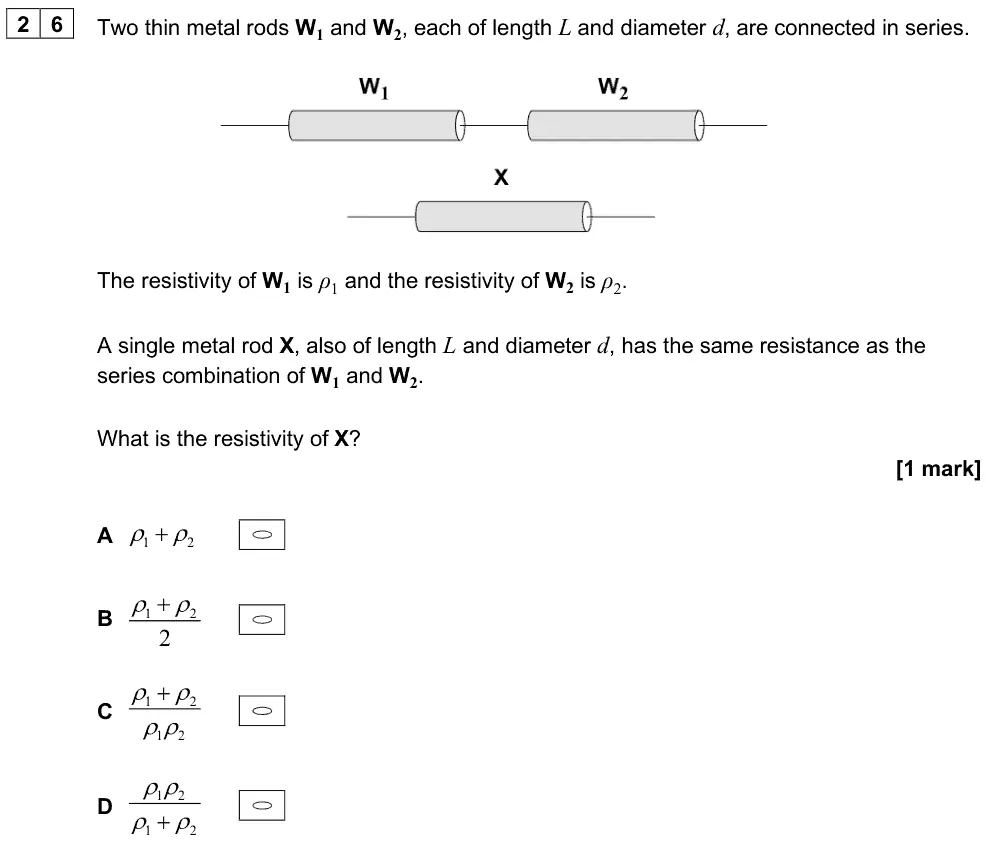 2 6 Two thin metal rods W₁ and W₂, each of length L and diameter d, are connected in series.
W₁ W₂
X
The resistivity of W₁ is ρ₁ and the resistivity of W₂ is ρ₂.
A single metal rod X, also of length L and diameter d, has the same resistance as the
series combination of W₁ and W₂.
What is the resistivity of X?
[1 mark]
A ρ₁ + ρ₂
B (ρ₁ + ρ₂)/2
C (ρ₁ + ρ₂)/(ρ₁ρ₂)
D (ρ₁ρ₂)/(ρ₁ + ρ₂)